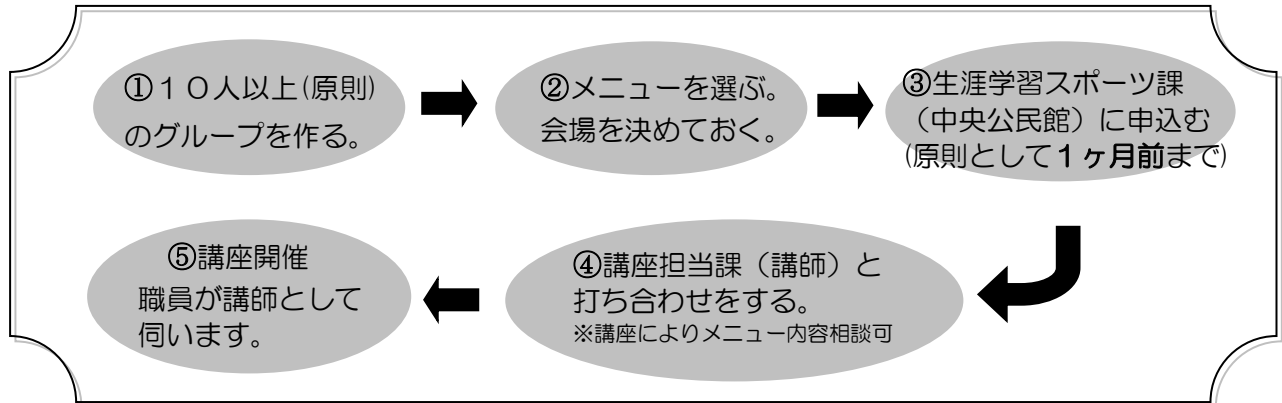 ①１０人以上(原則)
のグループを作る。
②メニューを選ぶ。
会場を決めておく。
③生涯学習スポーツ課
（中央公民館）に申込む
(原則として１ヶ月前まで)
④講座担当課（講師）と
打ち合わせをする。
※講座によりメニュー内容相談可
⑤講座開催
職員が講師として
伺います。